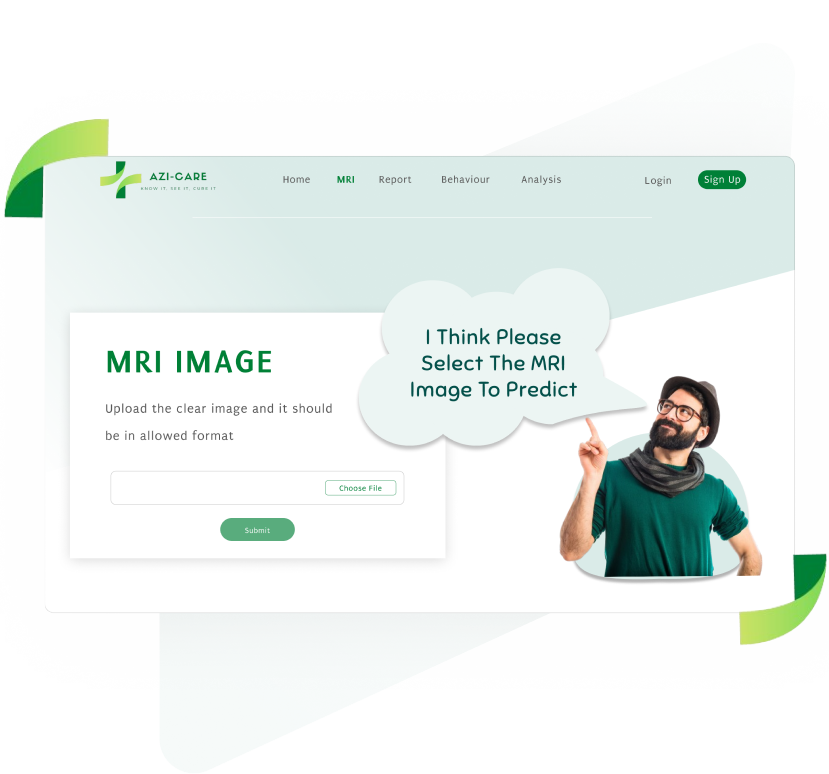 AZI-CARE
KNOW IT, SEE IT, CURE IT
Home MRI Report Behaviour Analysis Login Sign Up
I Think Please
Select The MRI
Image To Predict
MRI IMAGE
Upload the clear image and it should
be in allowed format
Choose File
Submit